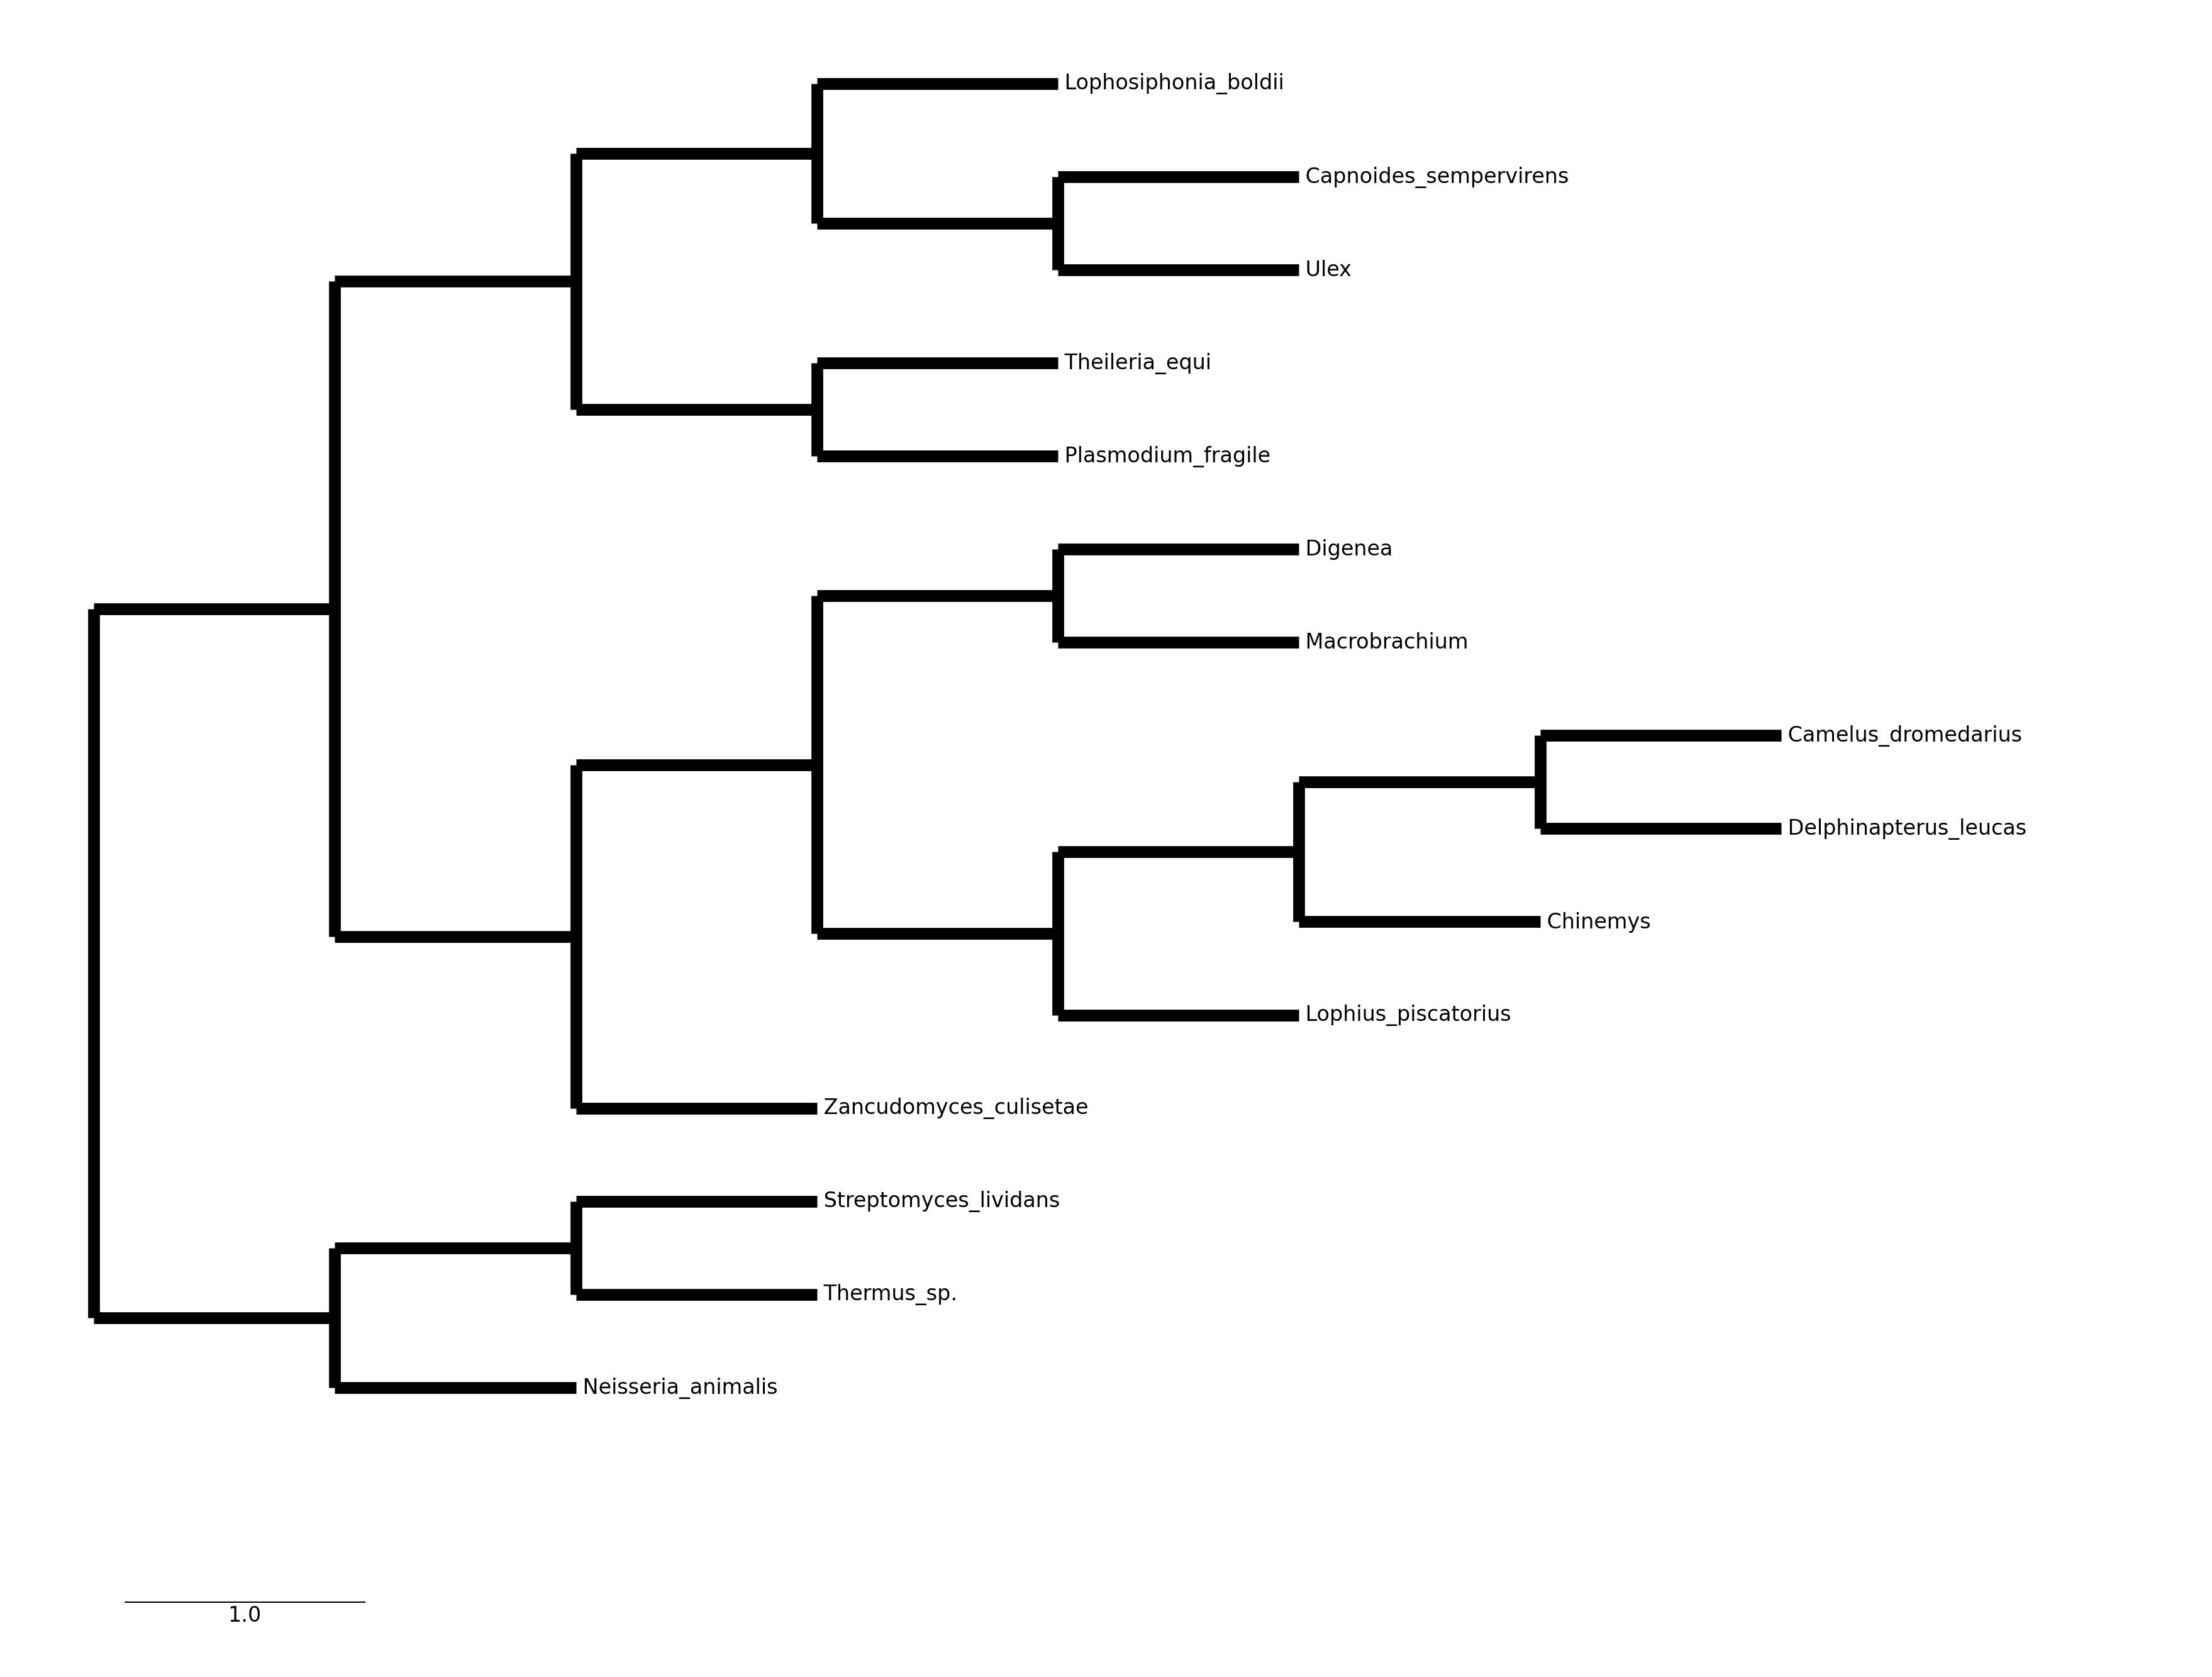 Lophosiphonia_boldii
Capnoides_sempervirens
Ulex
Theileria_equi
Plasmodium_fragile
Digenea
Macrobrachium
Camelus_dromedarius
Delphinapterus_leucas
Chinemys
Lophius_piscatorius
Zancudomyces_culisetae
Streptomyces_lividans
Thermus_sp.
Neisseria_animalis
1.0